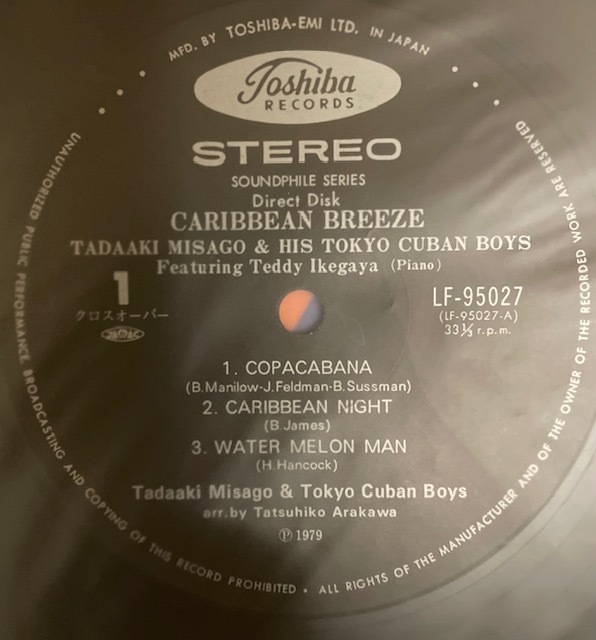 MFD. BY TOSHIBA-EMI LTD. IN JAPAN
Toshiba
RECORDS
STEREO
SOUNDPHILE SERIES
Direct Disk
CARIBBEAN BREEZE
TADAAKI MISAGO & HIS TOKYO CUBAN BOYS
Featuring Teddy Ikegaya (Piano)
1
クロスオーバー
LF-95027
(LF-95027-A)
33⅓ r.p.m.
1. COPACABANA
(B.Manilow-J.Feldman-B.Sussman)
2. CARIBBEAN NIGHT
(B.James)
3. WATER MELON MAN
(H.Hancock)
Tadaaki Misago & Tokyo Cuban Boys
arr.by Tatsuhiko Arakawa
Ⓟ 1979
UNAUTHORIZED PUBLIC PERFORMANCE, BROADCASTING AND COPYING OF THIS RECORD PROHIBITED • ALL RIGHTS OF THE MANUFACTURER AND OF THE OWNER OF THE RECORDED WORK ARE RESERVED